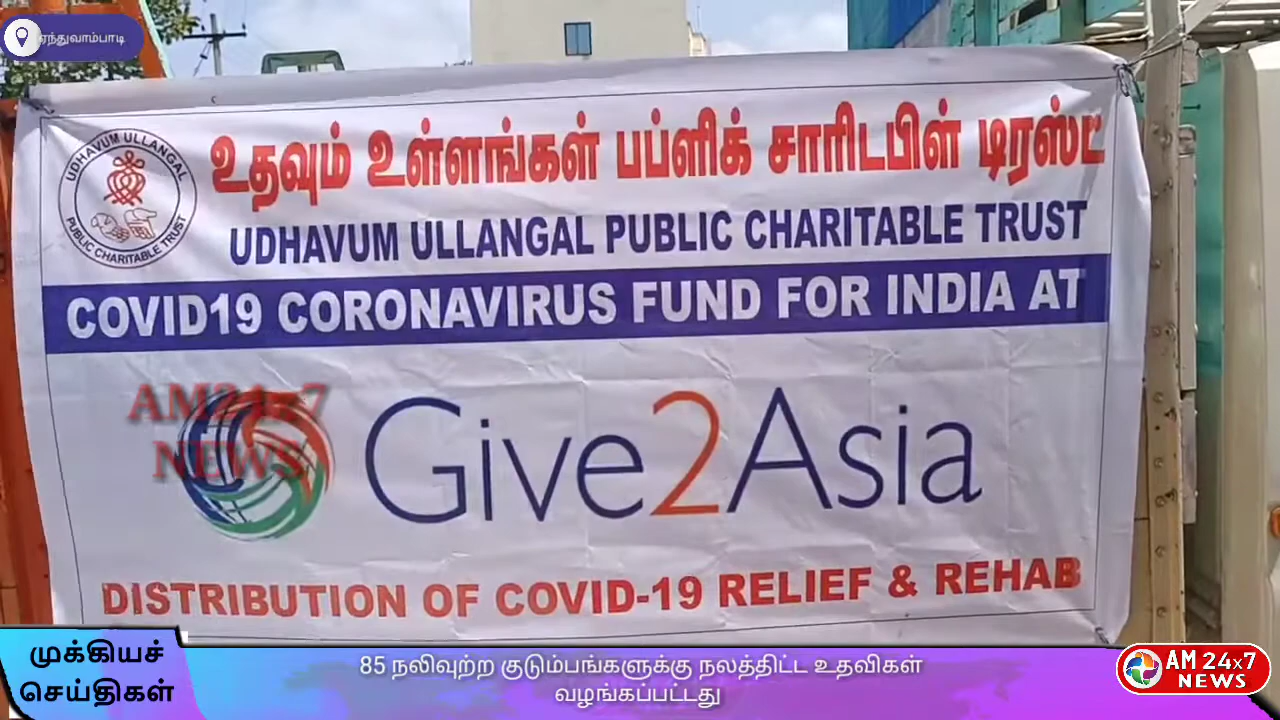 ஏந்துவாம்பாடி
உதவும் உள்ளங்கள் பப்ளிக் சாரிடபிள் டிரஸ்ட்
UDHAVUM ULLANGAL
PUBLIC CHARITABLE TRUST
UDHAVUM ULLANGAL PUBLIC CHARITABLE TRUST
COVID19 CORONAVIRUS FUND FOR INDIA AT
AM24x7
NEWS
Give2Asia
DISTRIBUTION OF COVID-19 RELIEF & REHAB
முக்கியச்
செய்திகள்
85 நலிவுற்ற குடும்பங்களுக்கு நலத்திட்ட உதவிகள்
வழங்கப்பட்டது
AM 24x7
NEWS